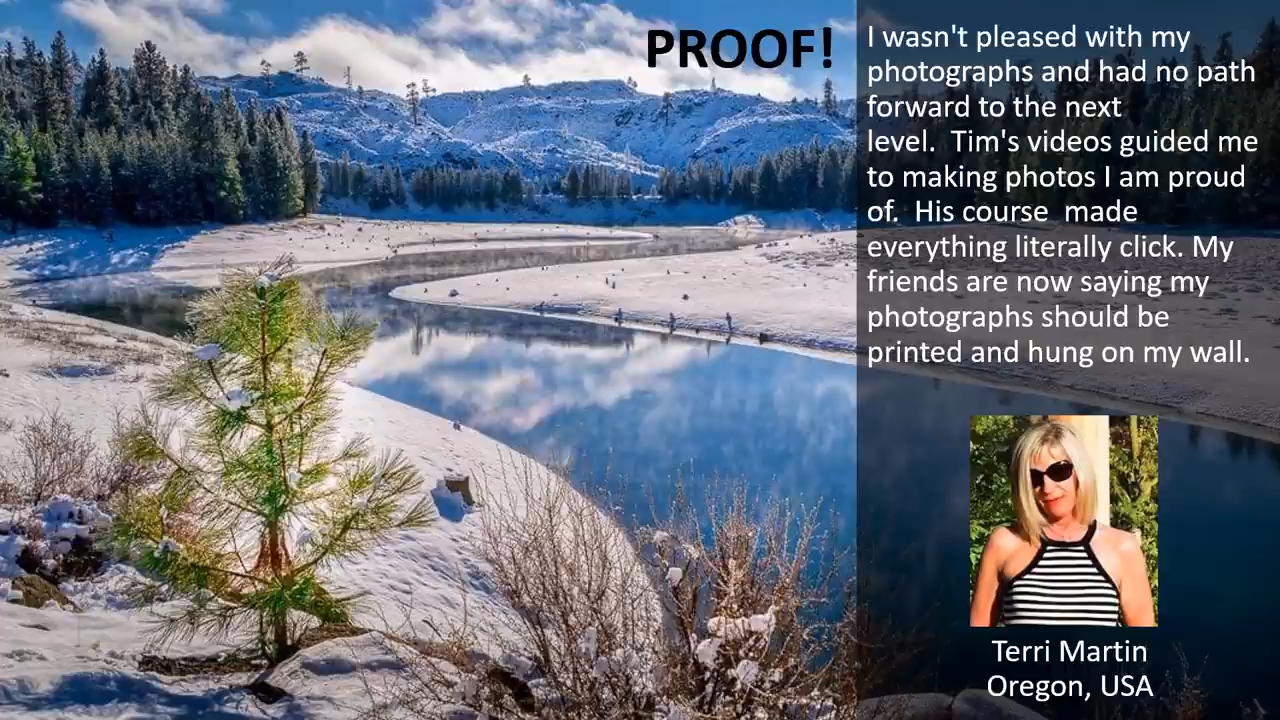 PROOF!
I wasn't pleased with my
photographs and had no path
forward to the next
level.  Tim's videos guided me
to making photos I am proud
of.  His course  made
everything literally click. My
friends are now saying my
photographs should be
printed and hung on my wall.
Terri Martin
Oregon, USA